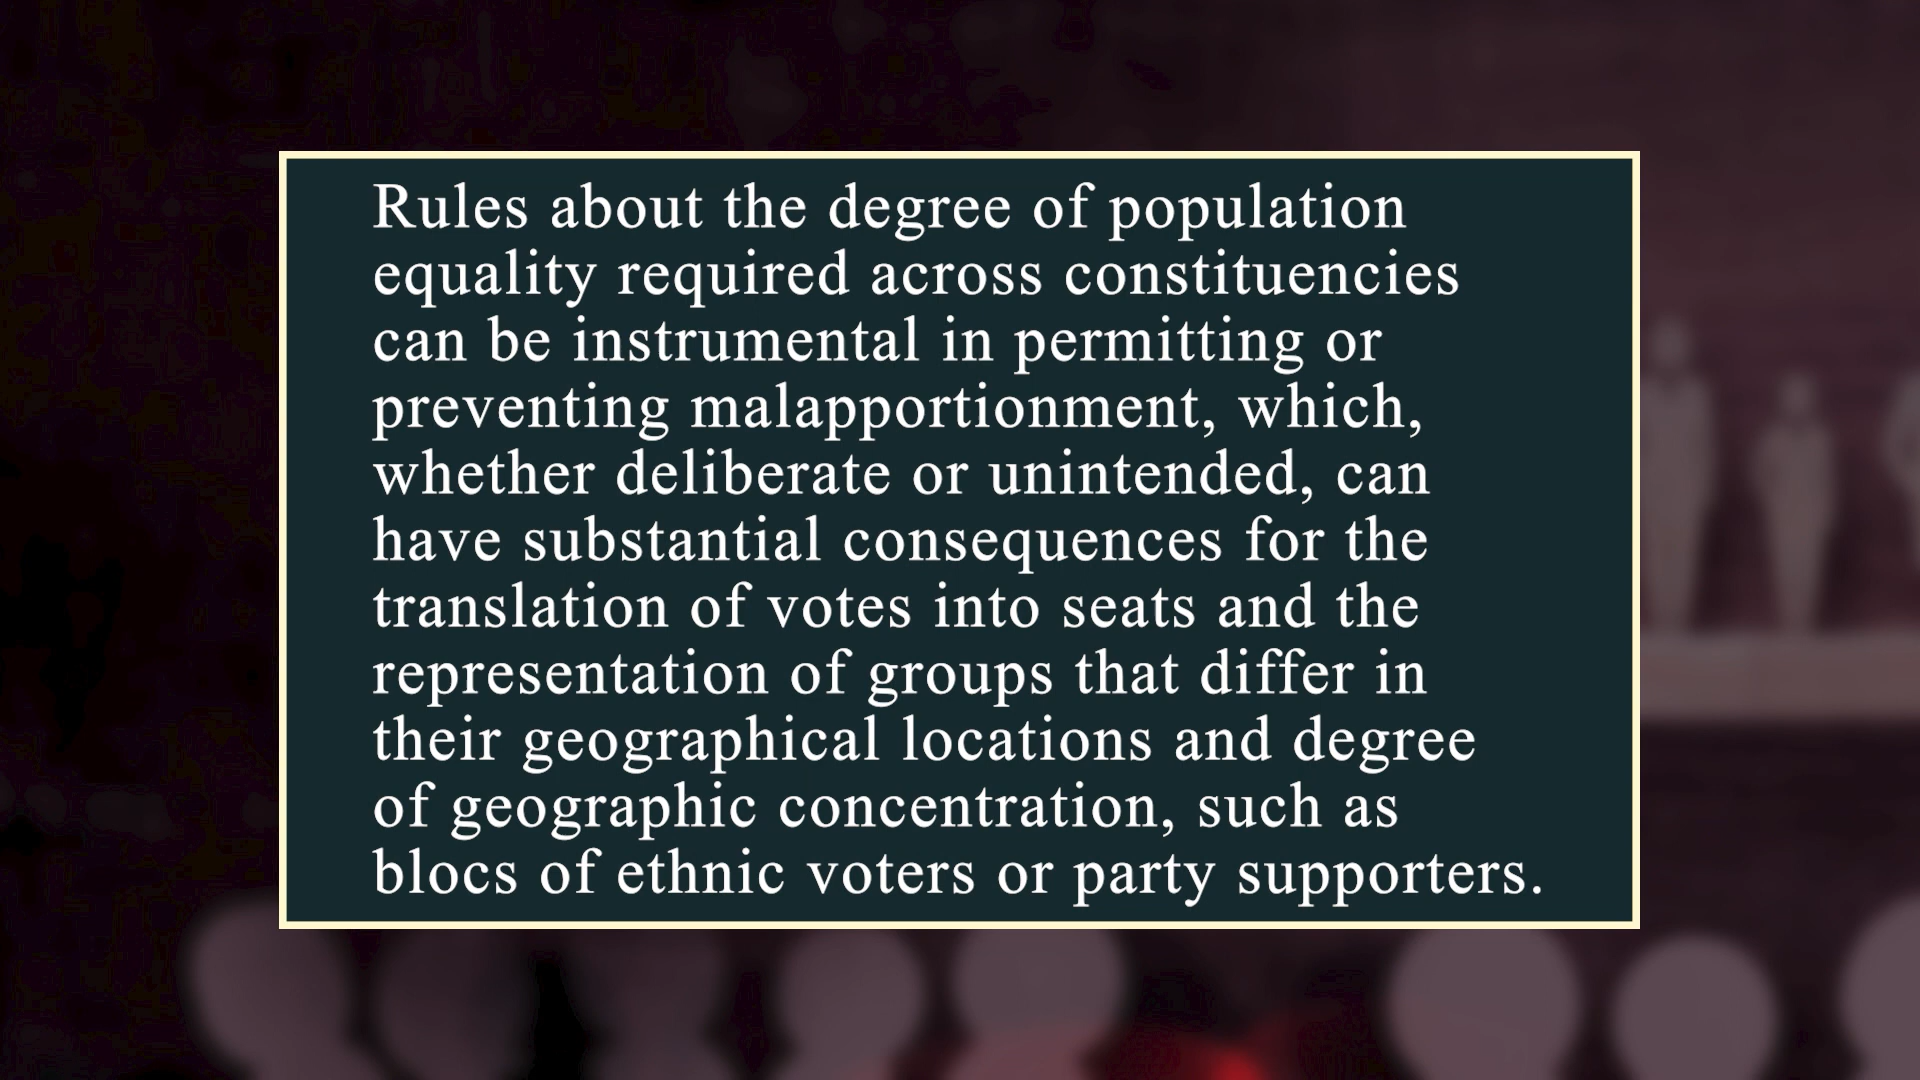 Rules about the degree of population
equality required across constituencies
can be instrumental in permitting or
preventing malapportionment, which,
whether deliberate or unintended, can
have substantial consequences for the
translation of votes into seats and the
representation of groups that differ in
their geographical locations and degree
of geographic concentration, such as
blocs of ethnic voters or party supporters.